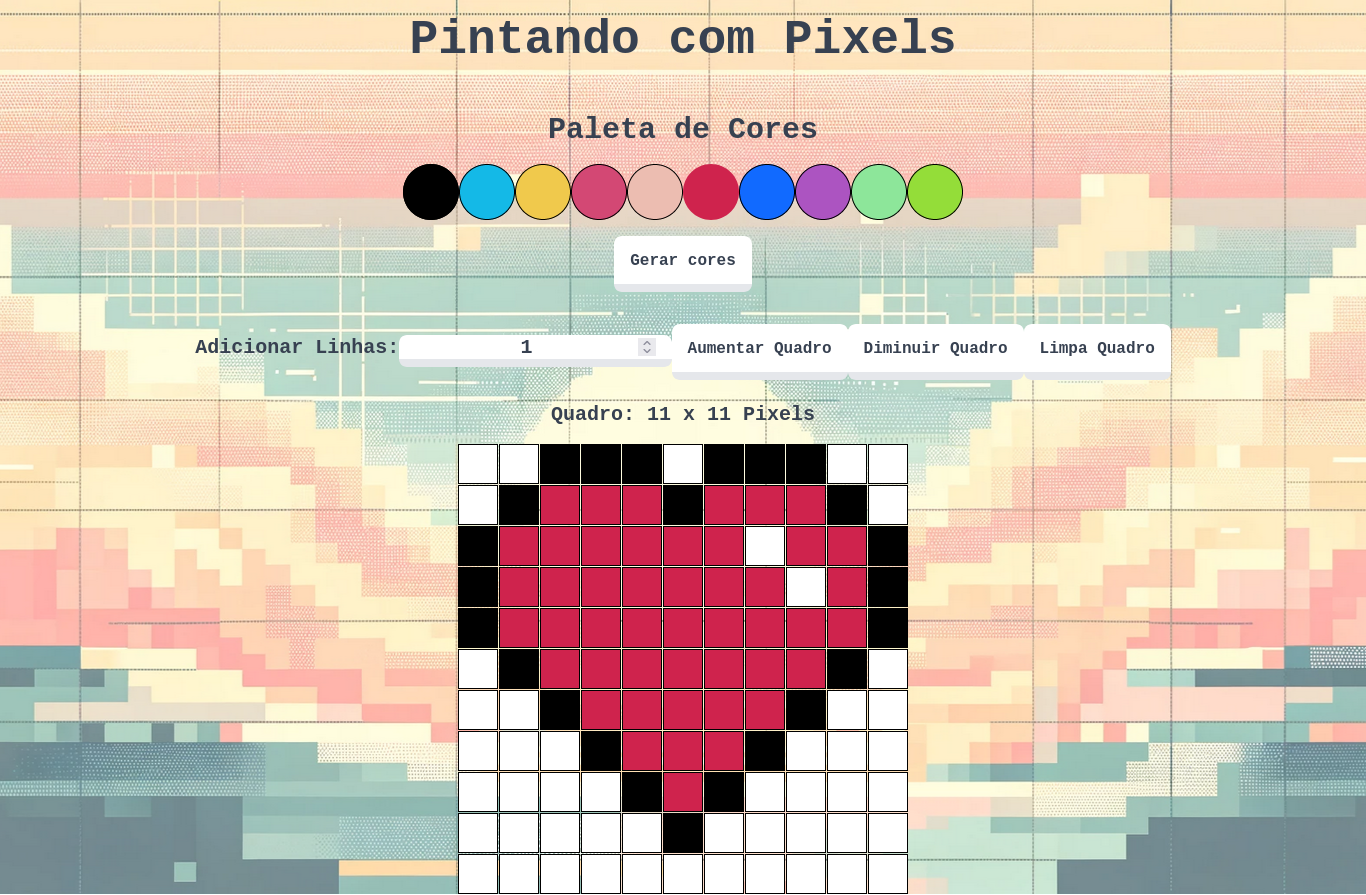 Pintando com Pixels
Paleta de Cores
Gerar cores
Adicionar Linhas: 1 Aumentar Quadro Diminuir Quadro Limpa Quadro
Quadro: 11 x 11 Pixels